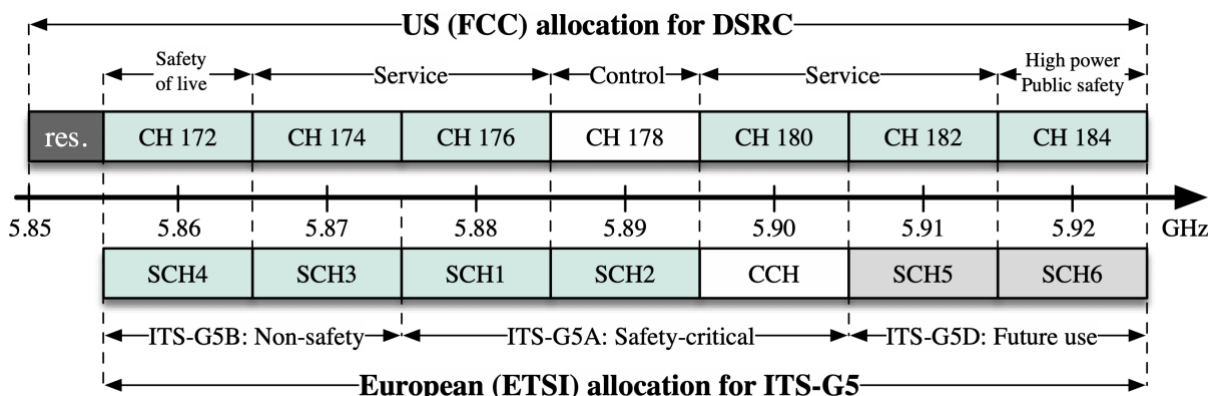 US (FCC) allocation for DSRC
Safety
of live
Service
Control
Service
High power
Public safety
res.
CH 172
CH 174
CH 176
CH 178
CH 180
CH 182
CH 184
5.85
5.86
5.87
5.88
5.89
5.90
5.91
5.92
GHz
SCH4
SCH3
SCH1
SCH2
CCH
SCH5
SCH6
ITS-G5B: Non-safety
ITS-G5A: Safety-critical
ITS-G5D: Future use
European (ETSI) allocation for ITS-G5